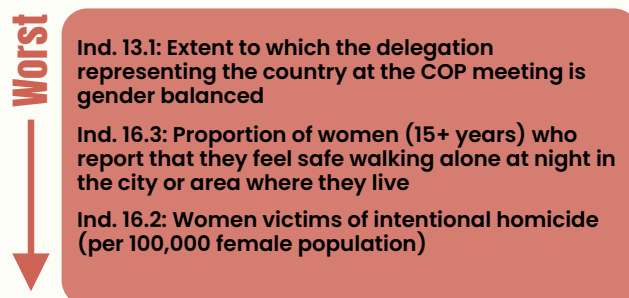 Worst
Ind. 13.1: Extent to which the delegation
representing the country at the COP meeting is
gender balanced
Ind. 16.3: Proportion of women (15+ years) who
report that they feel safe walking alone at night in
the city or area where they live
Ind. 16.2: Women victims of intentional homicide
(per 100,000 female population)